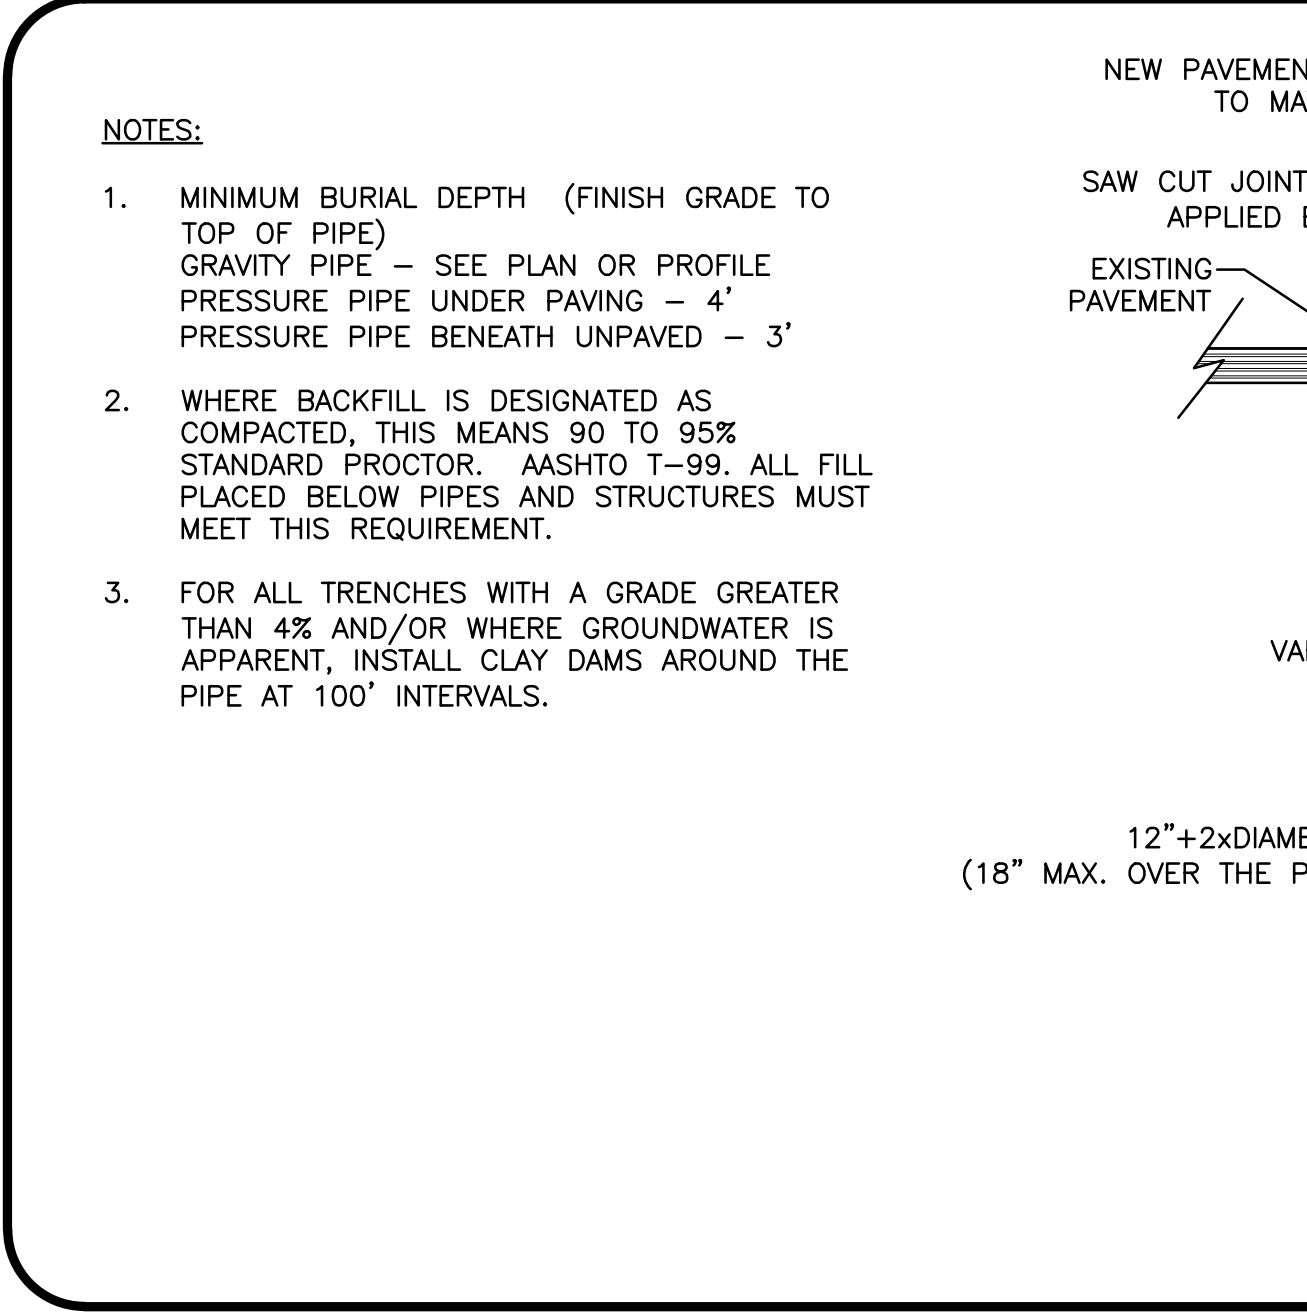 NOTES:
1. MINIMUM BURIAL DEPTH (FINISH GRADE TO
TOP OF PIPE)
GRAVITY PIPE – SEE PLAN OR PROFILE
PRESSURE PIPE UNDER PAVING – 4'
PRESSURE PIPE BENEATH UNPAVED – 3'
2. WHERE BACKFILL IS DESIGNATED AS
COMPACTED, THIS MEANS 90 TO 95%
STANDARD PROCTOR. AASHTO T–99. ALL FILL
PLACED BELOW PIPES AND STRUCTURES MUST
MEET THIS REQUIREMENT.
3. FOR ALL TRENCHES WITH A GRADE GREATER
THAN 4% AND/OR WHERE GROUNDWATER IS
APPARENT, INSTALL CLAY DAMS AROUND THE
PIPE AT 100' INTERVALS.
NEW
TO
SAW CUT JOINT
APPLIED
EXISTING
PAVEMENT
12"+2x
(18" MAX. OVER THE